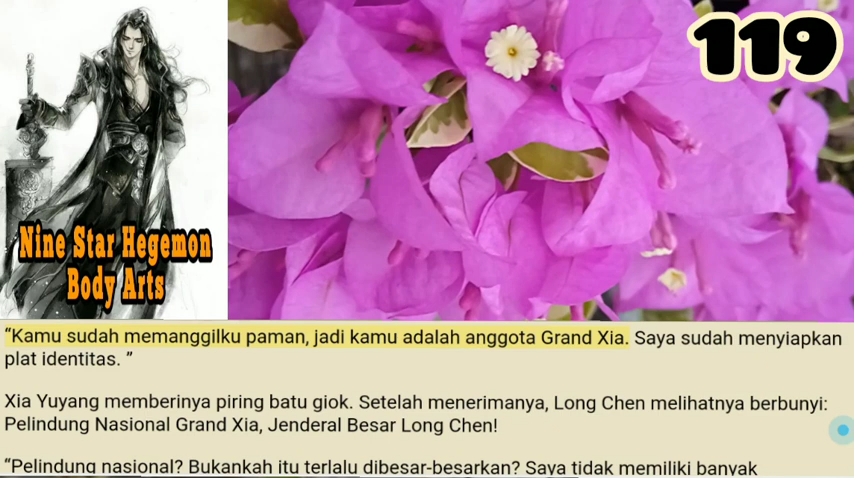 119
Nine Star Hegemon
Body Arts
“Kamu sudah memanggilku paman, jadi kamu adalah anggota Grand Xia. Saya sudah menyiapkan
plat identitas. ”
Xia Yuyang memberinya piring batu giok. Setelah menerimanya, Long Chen melihatnya berbunyi:
Pelindung Nasional Grand Xia, Jenderal Besar Long Chen!
“Pelindung nasional? Bukankah itu terlalu dibesar-besarkan? Saya tidak memiliki banyak